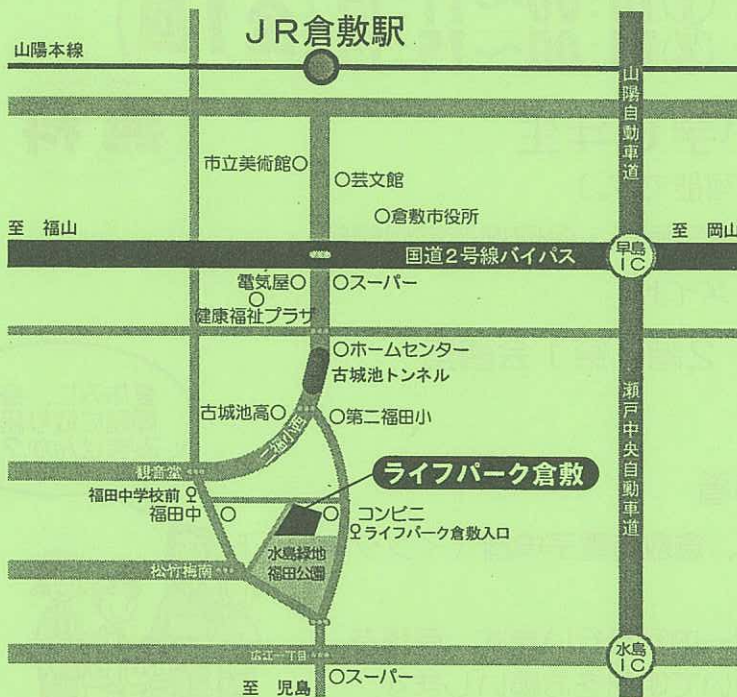 JR倉敷駅
山陽本線
山陽自動車道
市立美術館
芸文館
倉敷市役所
至 福山
至 岡山
国道2号線バイパス
早島
IC
電気屋
スーパー
健康福祉プラザ
ホームセンター
古城池トンネル
瀬戸中央自動車道
古城池高
第二福田小
観音堂
ライフパーク倉敷
福田中学校前
福田中
コンビニ
ライフパーク倉敷入口
水島緑地
福田公園
松竹梅南
広江一丁目
水島
IC
スーパー
至 児島